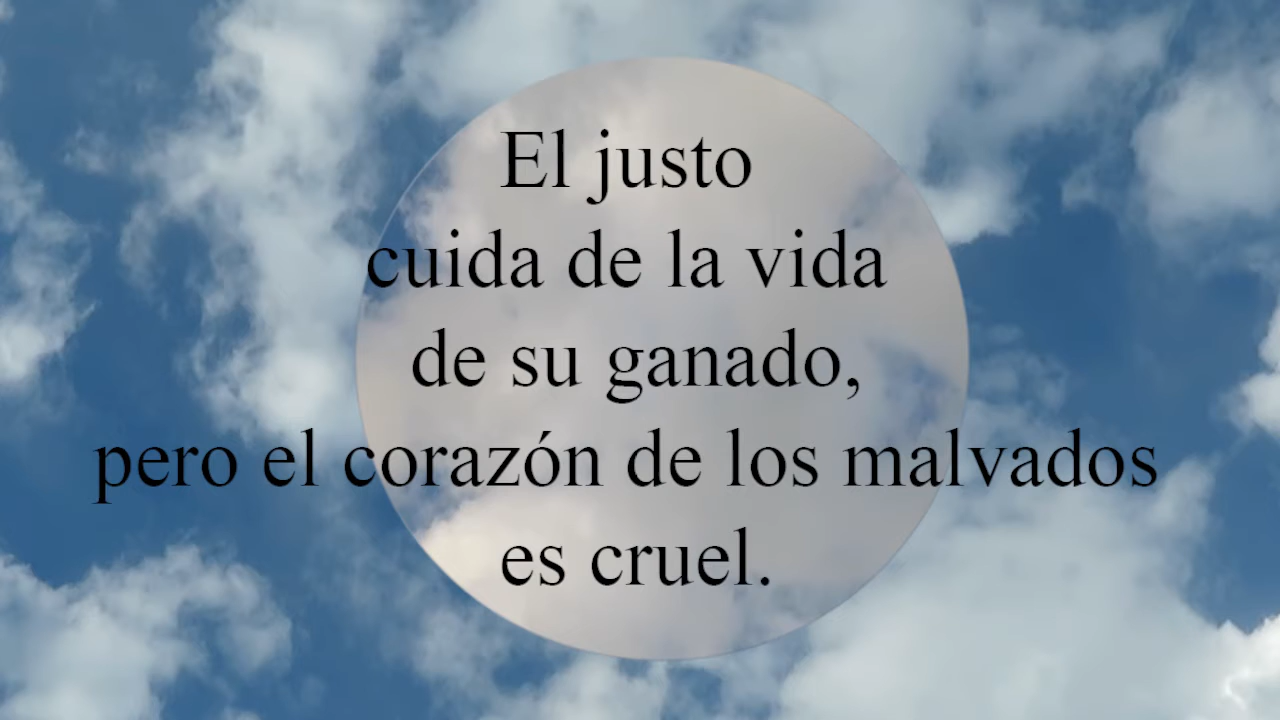 El justo
cuida de la vida
de su ganado,
pero el corazón de los malvados
es cruel.